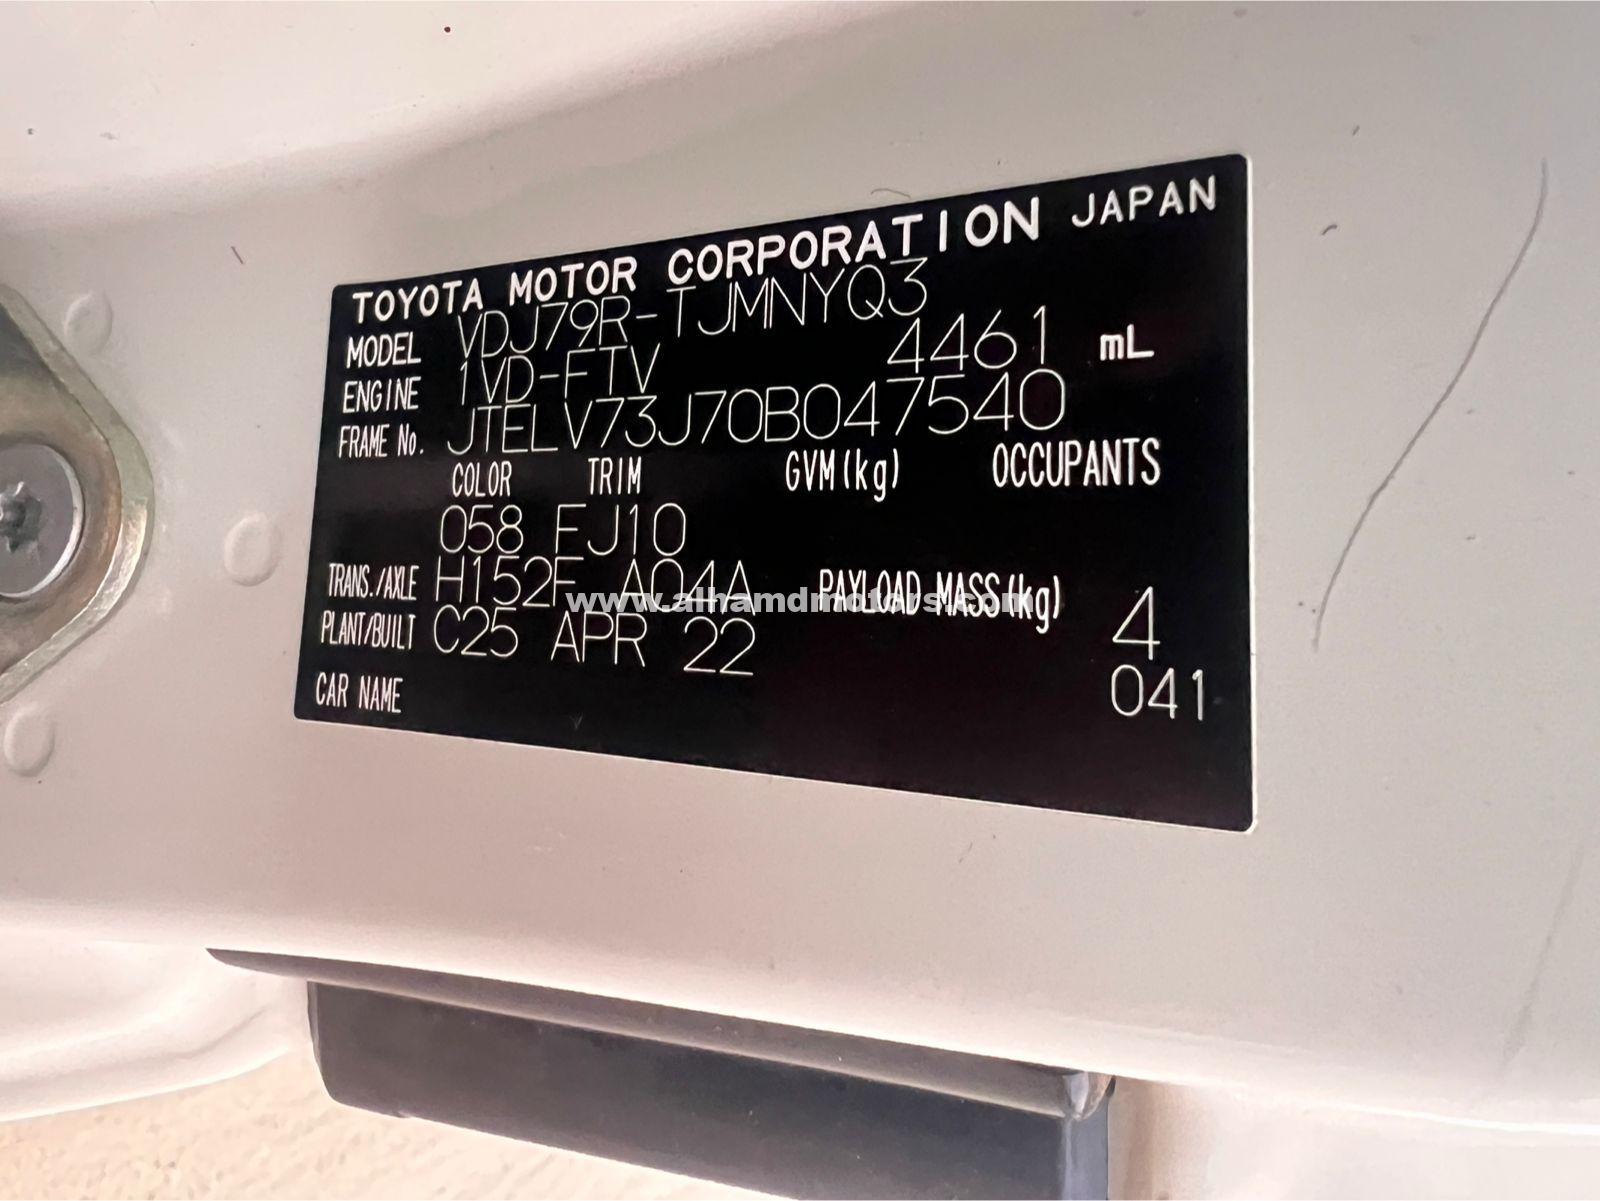 TOYOTA MOTOR CORPORATION JAPAN
MODEL VDJ79R-TJMNYQ3
ENGINE 1VD-FTV 4461 mL
FRAME No. JTELV73J70B047540
COLOR TRIM GVM(kg) OCCUPANTS
058 FJ10
TRANS./AXLE H152F A04A PAYLOAD MASS(kg) 4
www.alhamdmotors.com
PLANT/BUILT C25 APR 22 041
CAR NAME